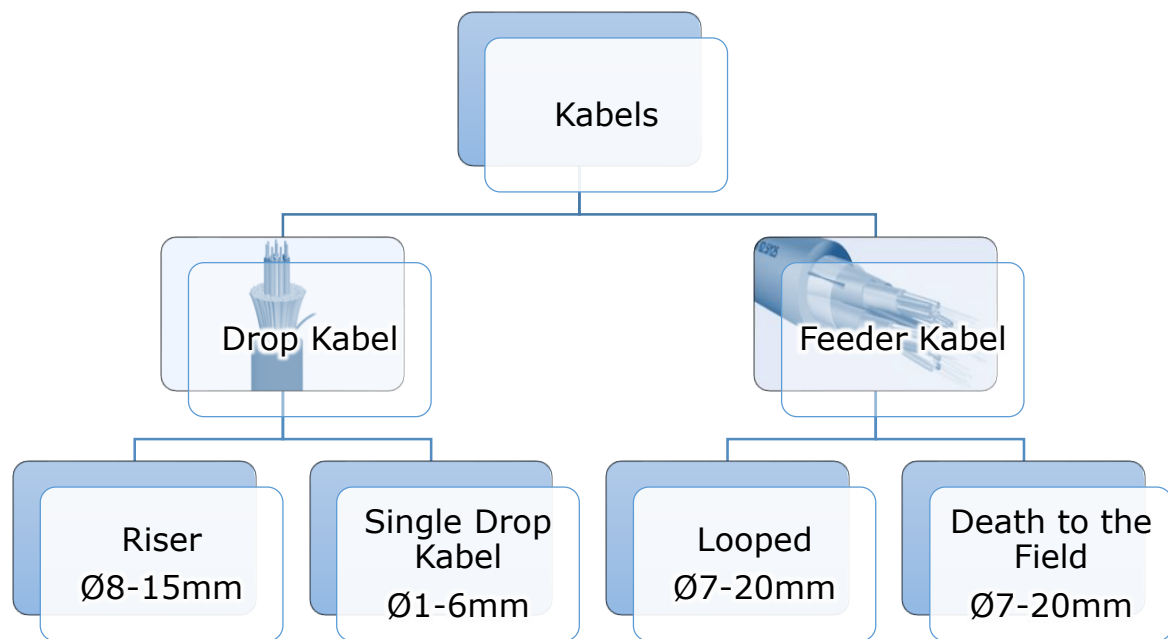 Kabels
Drop Kabel
Feeder Kabel
Riser
Ø8-15mm
Single Drop
Kabel
Ø1-6mm
Looped
Ø7-20mm
Death to the
Field
Ø7-20mm